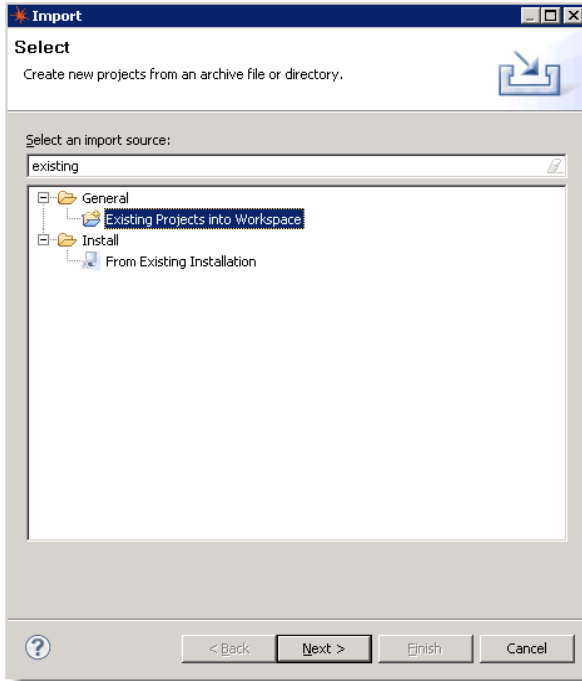 Import
Select
Create new projects from an archive file or directory.
Select an import source:
existing
General
Existing Projects into Workspace
Install
From Existing Installation
?
< Back Next > Finish Cancel